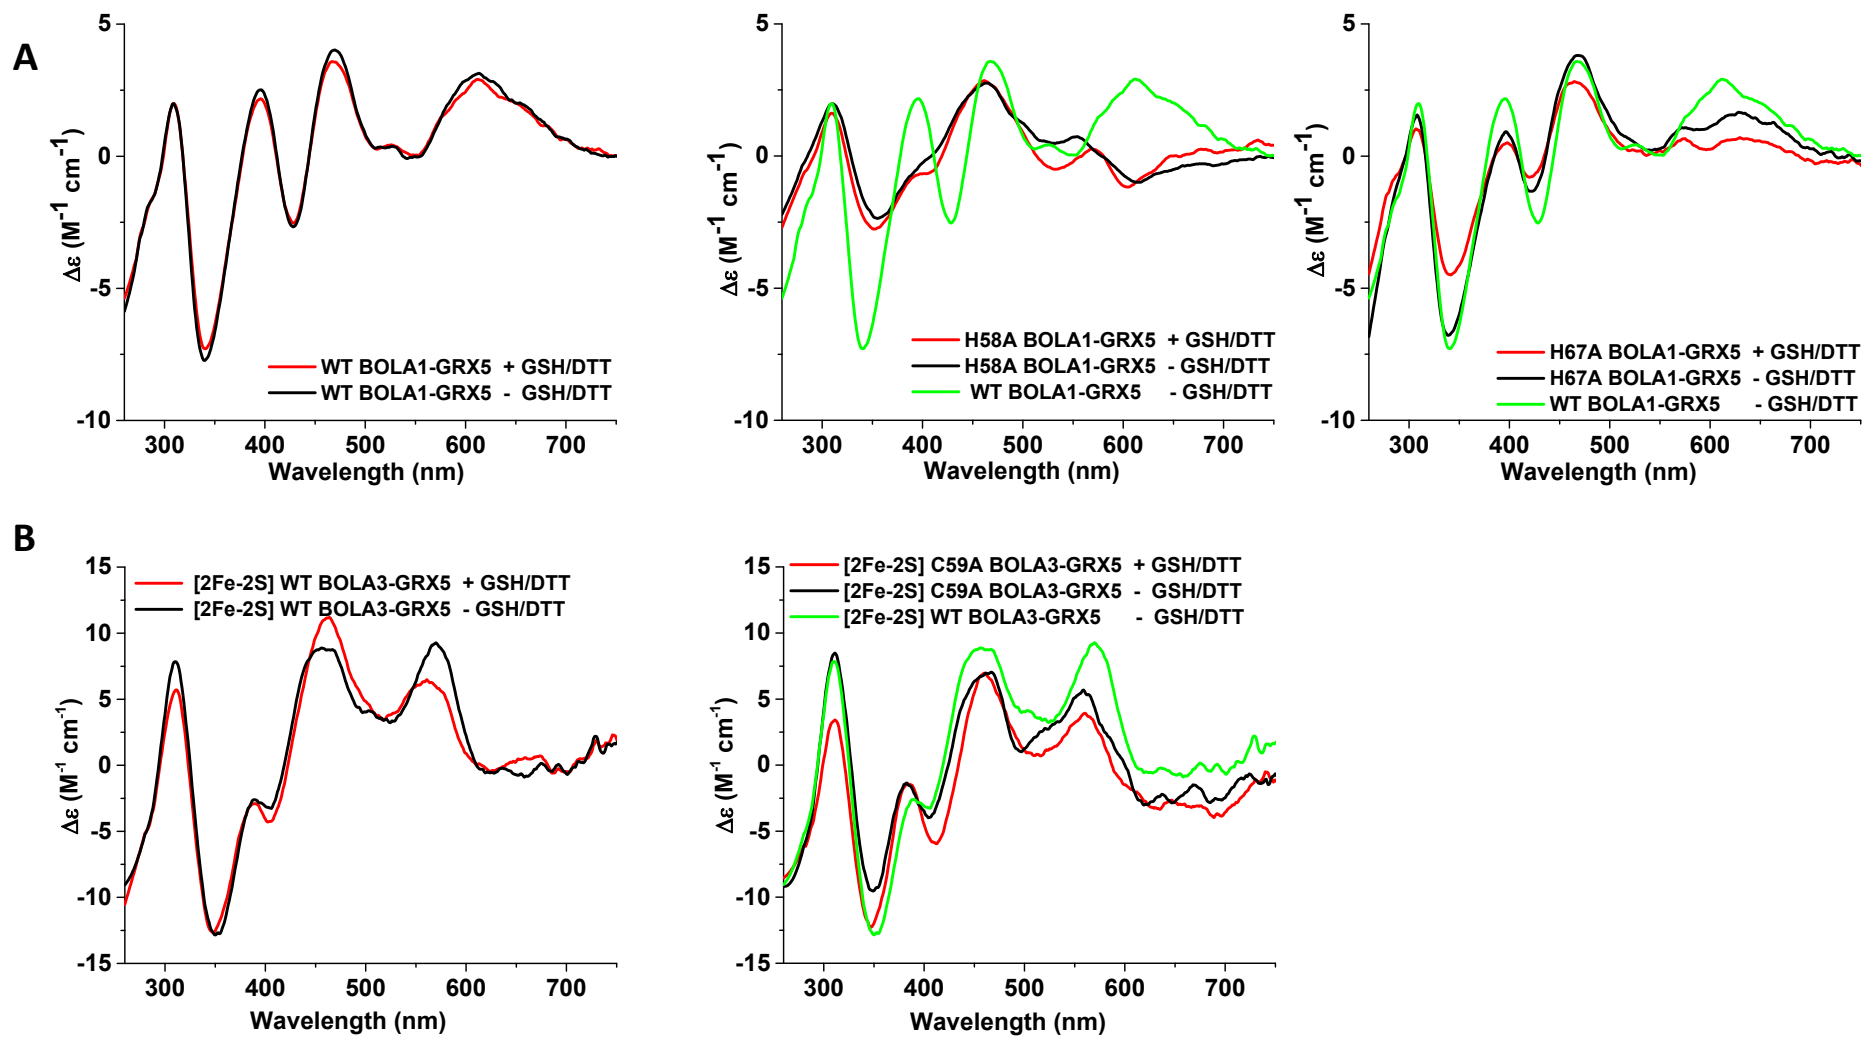 A
5
0
-5
-10
Δε (M⁻¹ cm⁻¹)
300 400 500 600 700
Wavelength (nm)
WT BOLA1-GRX5 + GSH/DTT
WT BOLA1-GRX5 - GSH/DTT
5
0
-5
-10
Δε (M⁻¹ cm⁻¹)
300 400 500 600 700
Wavelength (nm)
H58A BOLA1-GRX5 + GSH/DTT
H58A BOLA1-GRX5 - GSH/DTT
WT BOLA1-GRX5 - GSH/DTT
5
0
-5
-10
Δε (M⁻¹ cm⁻¹)
300 400 500 600 700
Wavelength (nm)
H67A BOLA1-GRX5 + GSH/DTT
H67A BOLA1-GRX5 - GSH/DTT
WT BOLA1-GRX5 - GSH/DTT
B
15
10
5
0
-5
-10
-15
Δε (M⁻¹ cm⁻¹)
300 400 500 600 700
Wavelength (nm)
[2Fe-2S] WT BOLA3-GRX5 + GSH/DTT
[2Fe-2S] WT BOLA3-GRX5 - GSH/DTT
15
10
5
0
-5
-10
-15
Δε (M⁻¹ cm⁻¹)
300 400 500 600 700
Wavelength (nm)
[2Fe-2S] C59A BOLA3-GRX5 + GSH/DTT
[2Fe-2S] C59A BOLA3-GRX5 - GSH/DTT
[2Fe-2S] WT BOLA3-GRX5 - GSH/DTT